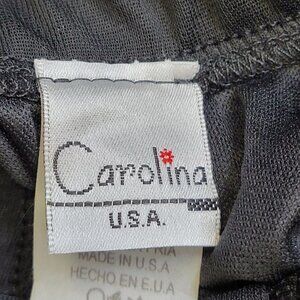 Carolina
U.S.A.
MADE IN U.S.A
HECHO EN E.U.A